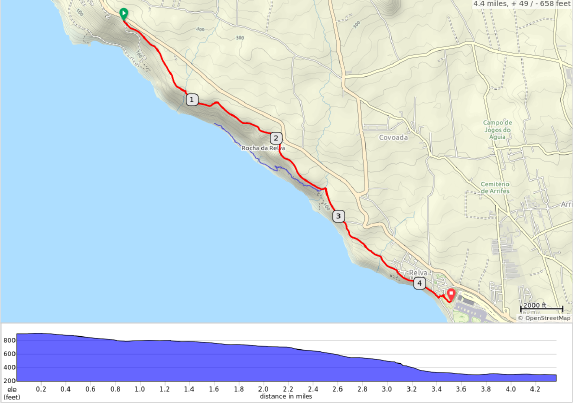 4.4 miles, + 49 / - 658 feet
1
2
Rocha da Relva
Covoada
Campo de
Jogos do
Águia
Cemitério
de Arrifes
Arri
3
Relva
4
2000 ft
© OpenStreetMap
800
600
400
200
ele
(feet)
0.2 0.4 0.6 0.8 1.0 1.2 1.4 1.6 1.8 2.0 2.2 2.4 2.6 2.8 3.0 3.2 3.4 3.6 3.8 4.0 4.2
distance in miles